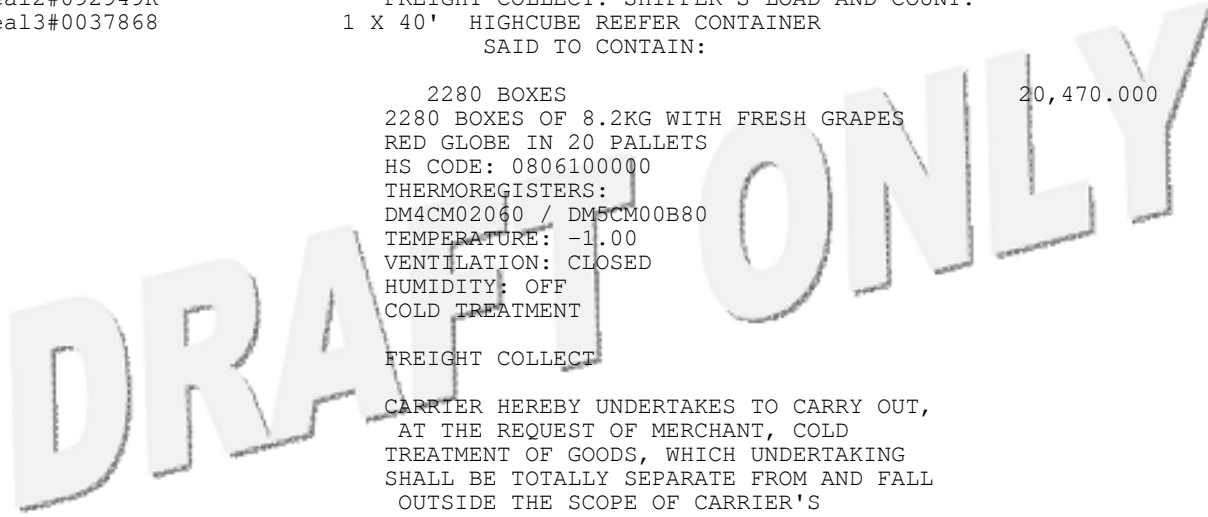 FREIGHT COLLECT. SHIPPER'S LOAD AND COUNT.
eal3#0037868 1 X 40' HIGHCUBE REEFER CONTAINER
SAID TO CONTAIN:
2280 BOXES 20,470.000
2280 BOXES OF 8.2KG WITH FRESH GRAPES
RED GLOBE IN 20 PALLETS
HS CODE: 0806100000
THERMOREGISTERS:
DM4CM02060 / DM5CM00B80
TEMPERATURE: -1.00
VENTILATION: CLOSED
HUMIDITY: OFF
COLD TREATMENT
FREIGHT COLLECT
CARRIER HEREBY UNDERTAKES TO CARRY OUT,
AT THE REQUEST OF MERCHANT, COLD
TREATMENT OF GOODS, WHICH UNDERTAKING
SHALL BE TOTALLY SEPARATE FROM AND FALL
OUTSIDE THE SCOPE OF CARRIER'S
DRAFT ONLY